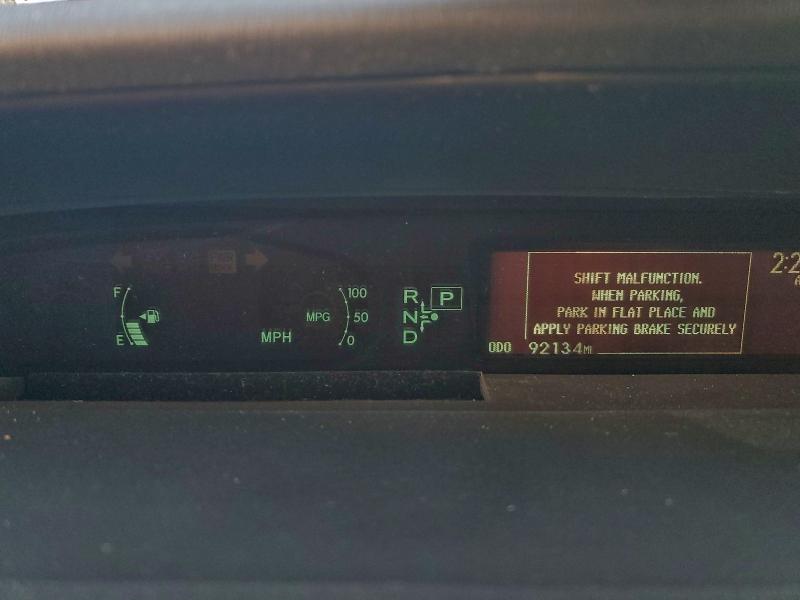 F
E
MPH
100
MPG 50
0
R P
N
D
SHIFT MALFUNCTION.
WHEN PARKING,
PARK IN FLAT PLACE AND
APPLY PARKING BRAKE SECURELY
ODO 92134MI